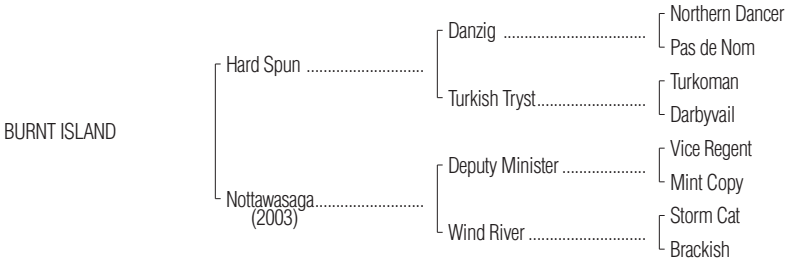 Northern Dancer
Danzig ..................................
Pas de Nom
Hard Spun ............................
Turkoman
Turkish Tryst..........................
Darbyvail
BURNT ISLAND
Vice Regent
Deputy Minister ....................
Mint Copy
Nottawasaga..........................
(2003)
Storm Cat
Wind River ............................
Brackish